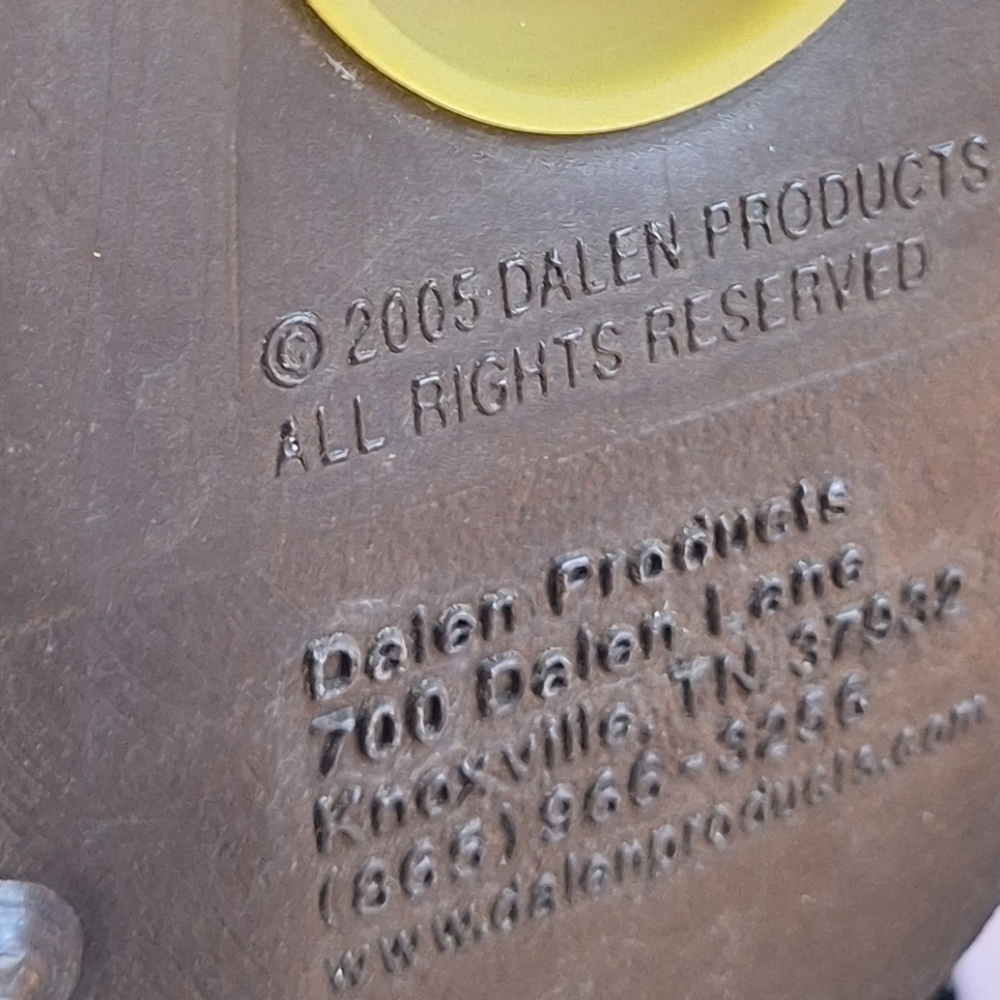 © 2005 DALEN PRODUCTS
ALL RIGHTS RESERVED
Dalen Products
700 Dalen Lane
Knoxville, TN 37932
(865) 966-3256
www.dalenproducts.com